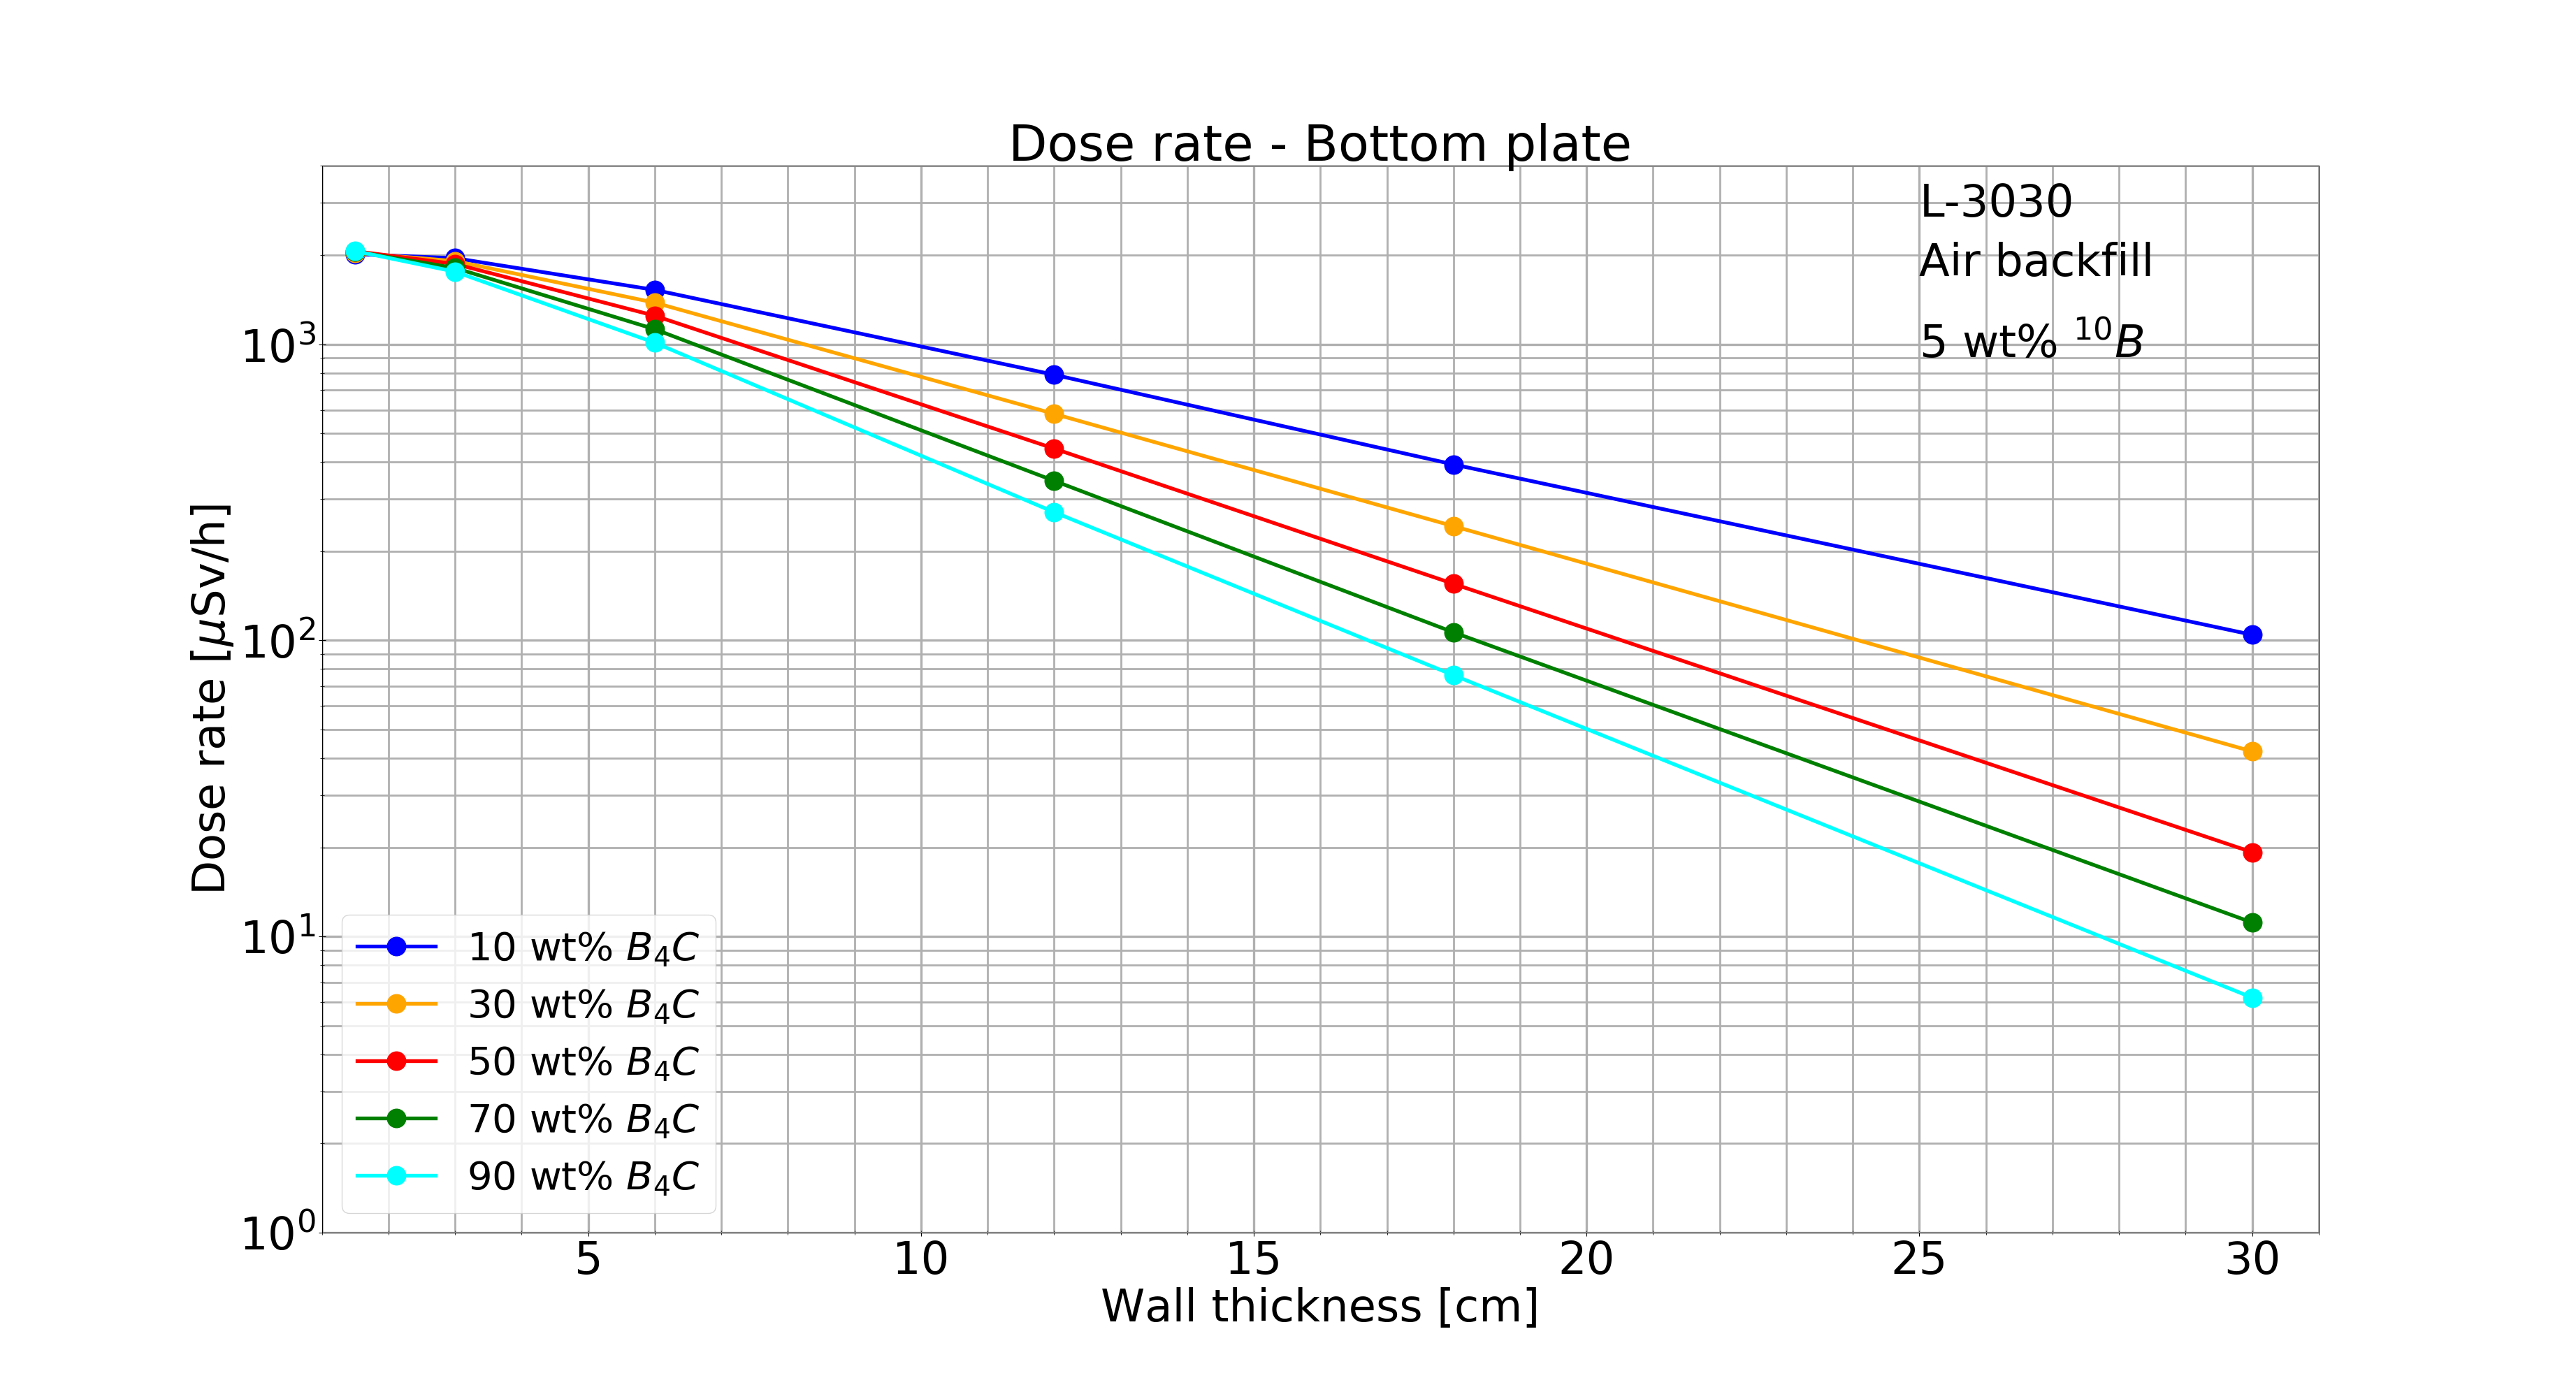 Dose rate - Bottom plate
L-3030
Air backfill
5 wt% ¹⁰B
Dose rate [μSv/h]
10³
10²
10¹
10⁰
10 wt% B₄C
30 wt% B₄C
50 wt% B₄C
70 wt% B₄C
90 wt% B₄C
5 10 15 20 25 30
Wall thickness [cm]